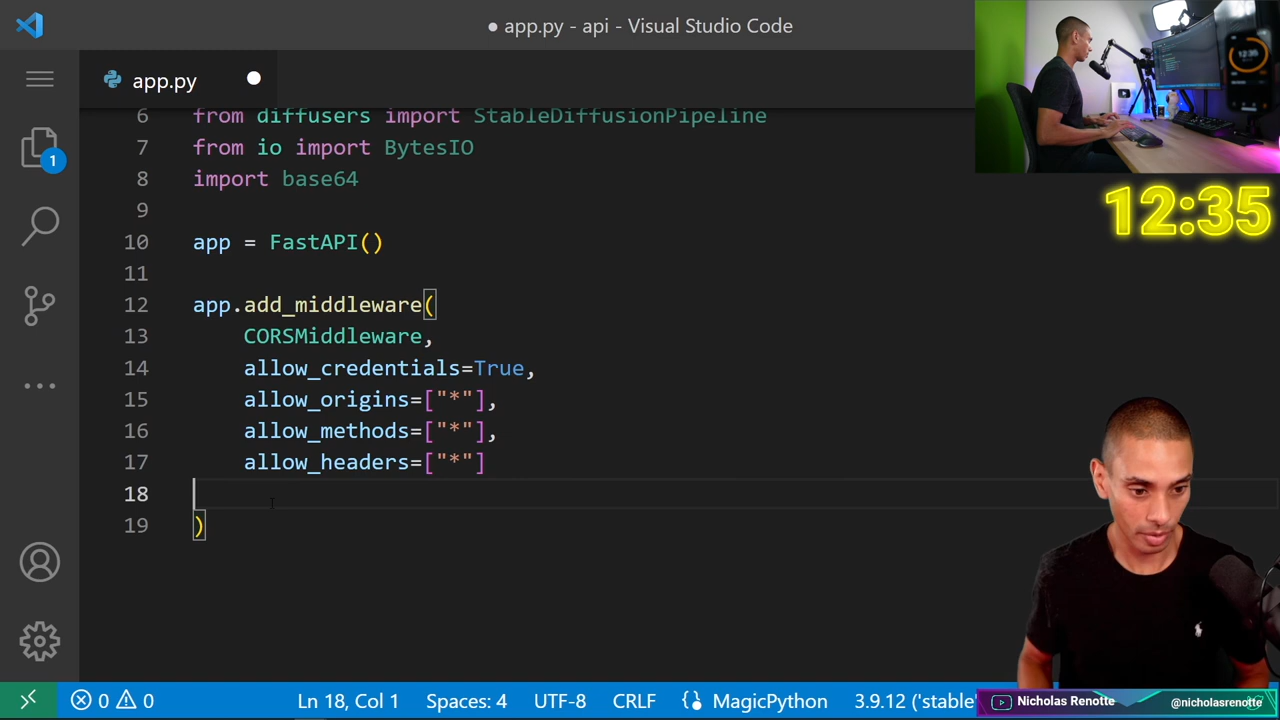 ● app.py - api - Visual Studio Code
app.py
6 from diffusers import StableDiffusionPipeline
7 from io import BytesIO
8 import base64
9
10 app = FastAPI()
11
12 app.add_middleware(
13 CORSMiddleware,
14 allow_credentials=True,
15 allow_origins=["*"],
16 allow_methods=["*"],
17 allow_headers=["*"]
18
19 )
12:35
1
0 0 Ln 18, Col 1 Spaces: 4 UTF-8 CRLF MagicPython 3.9.12 ('stable'
Nicholas Renotte @nicholasrenotte